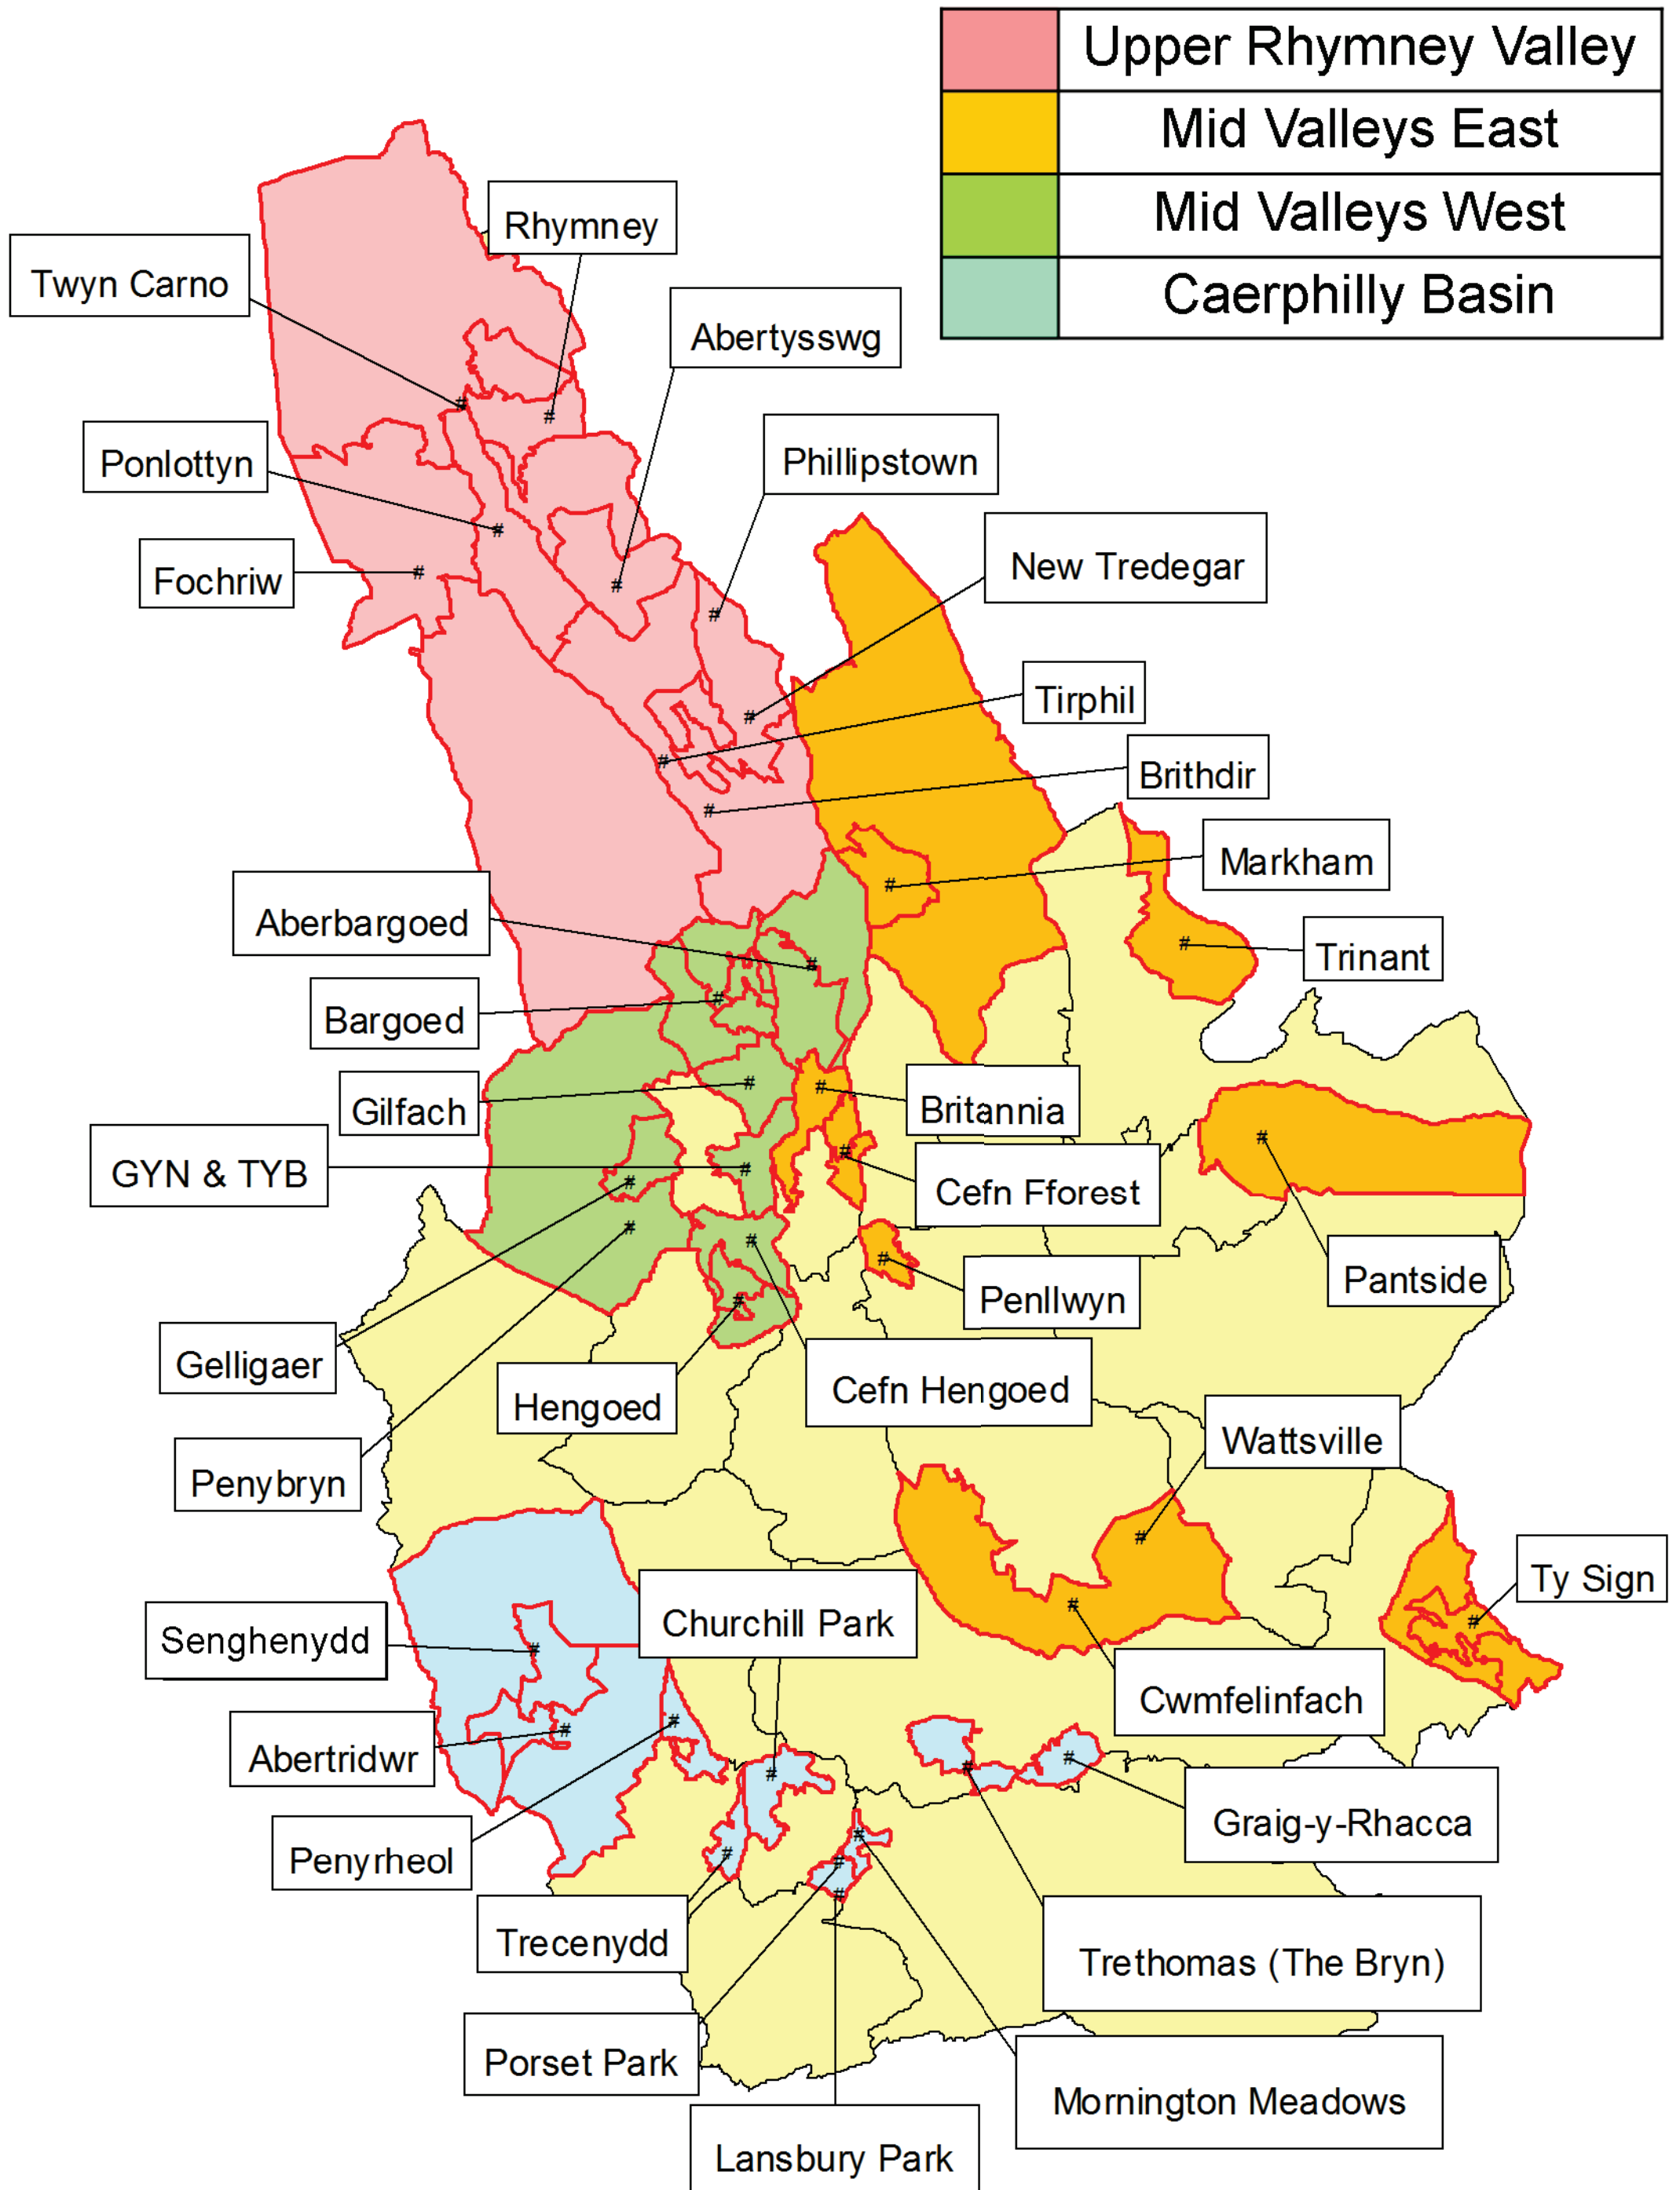 Upper Rhymney Valley
Mid Valleys East
Mid Valleys West
Caerphilly Basin
Rhymney
Twyn Carno
Abertysswg
Ponlottyn
Phillipstown
Fochriw
New Tredegar
Tirphil
Brithdir
Markham
Aberbargoed
Trinant
Bargoed
Gilfach
Britannia
GYN & TYB
Cefn Fforest
Pantside
Penllwyn
Gelligaer
Hengoed
Cefn Hengoed
Wattsville
Penybryn
Ty Sign
Churchill Park
Senghenydd
Cwmfelinfach
Abertridwr
Graig-y-Rhacca
Penyrheol
Trecenydd
Trethomas (The Bryn)
Porset Park
Mornington Meadows
Lansbury Park